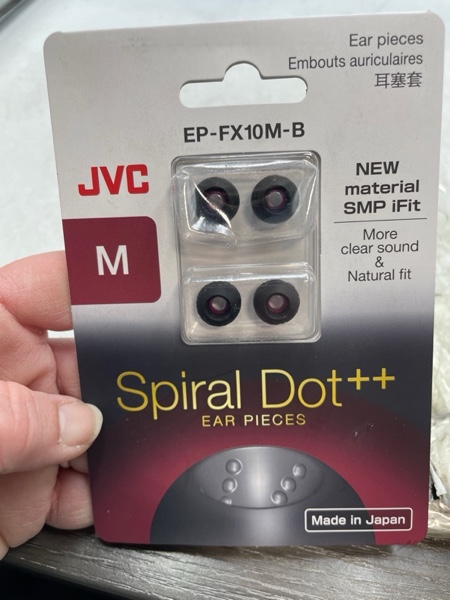 Ear pieces
Embouts auriculaires
耳塞套
EP-FX10M-B
JVC
M
NEW
material
SMP iFit
More
clear sound
&
Natural fit
Spiral Dot++
EAR PIECES
Made in Japan